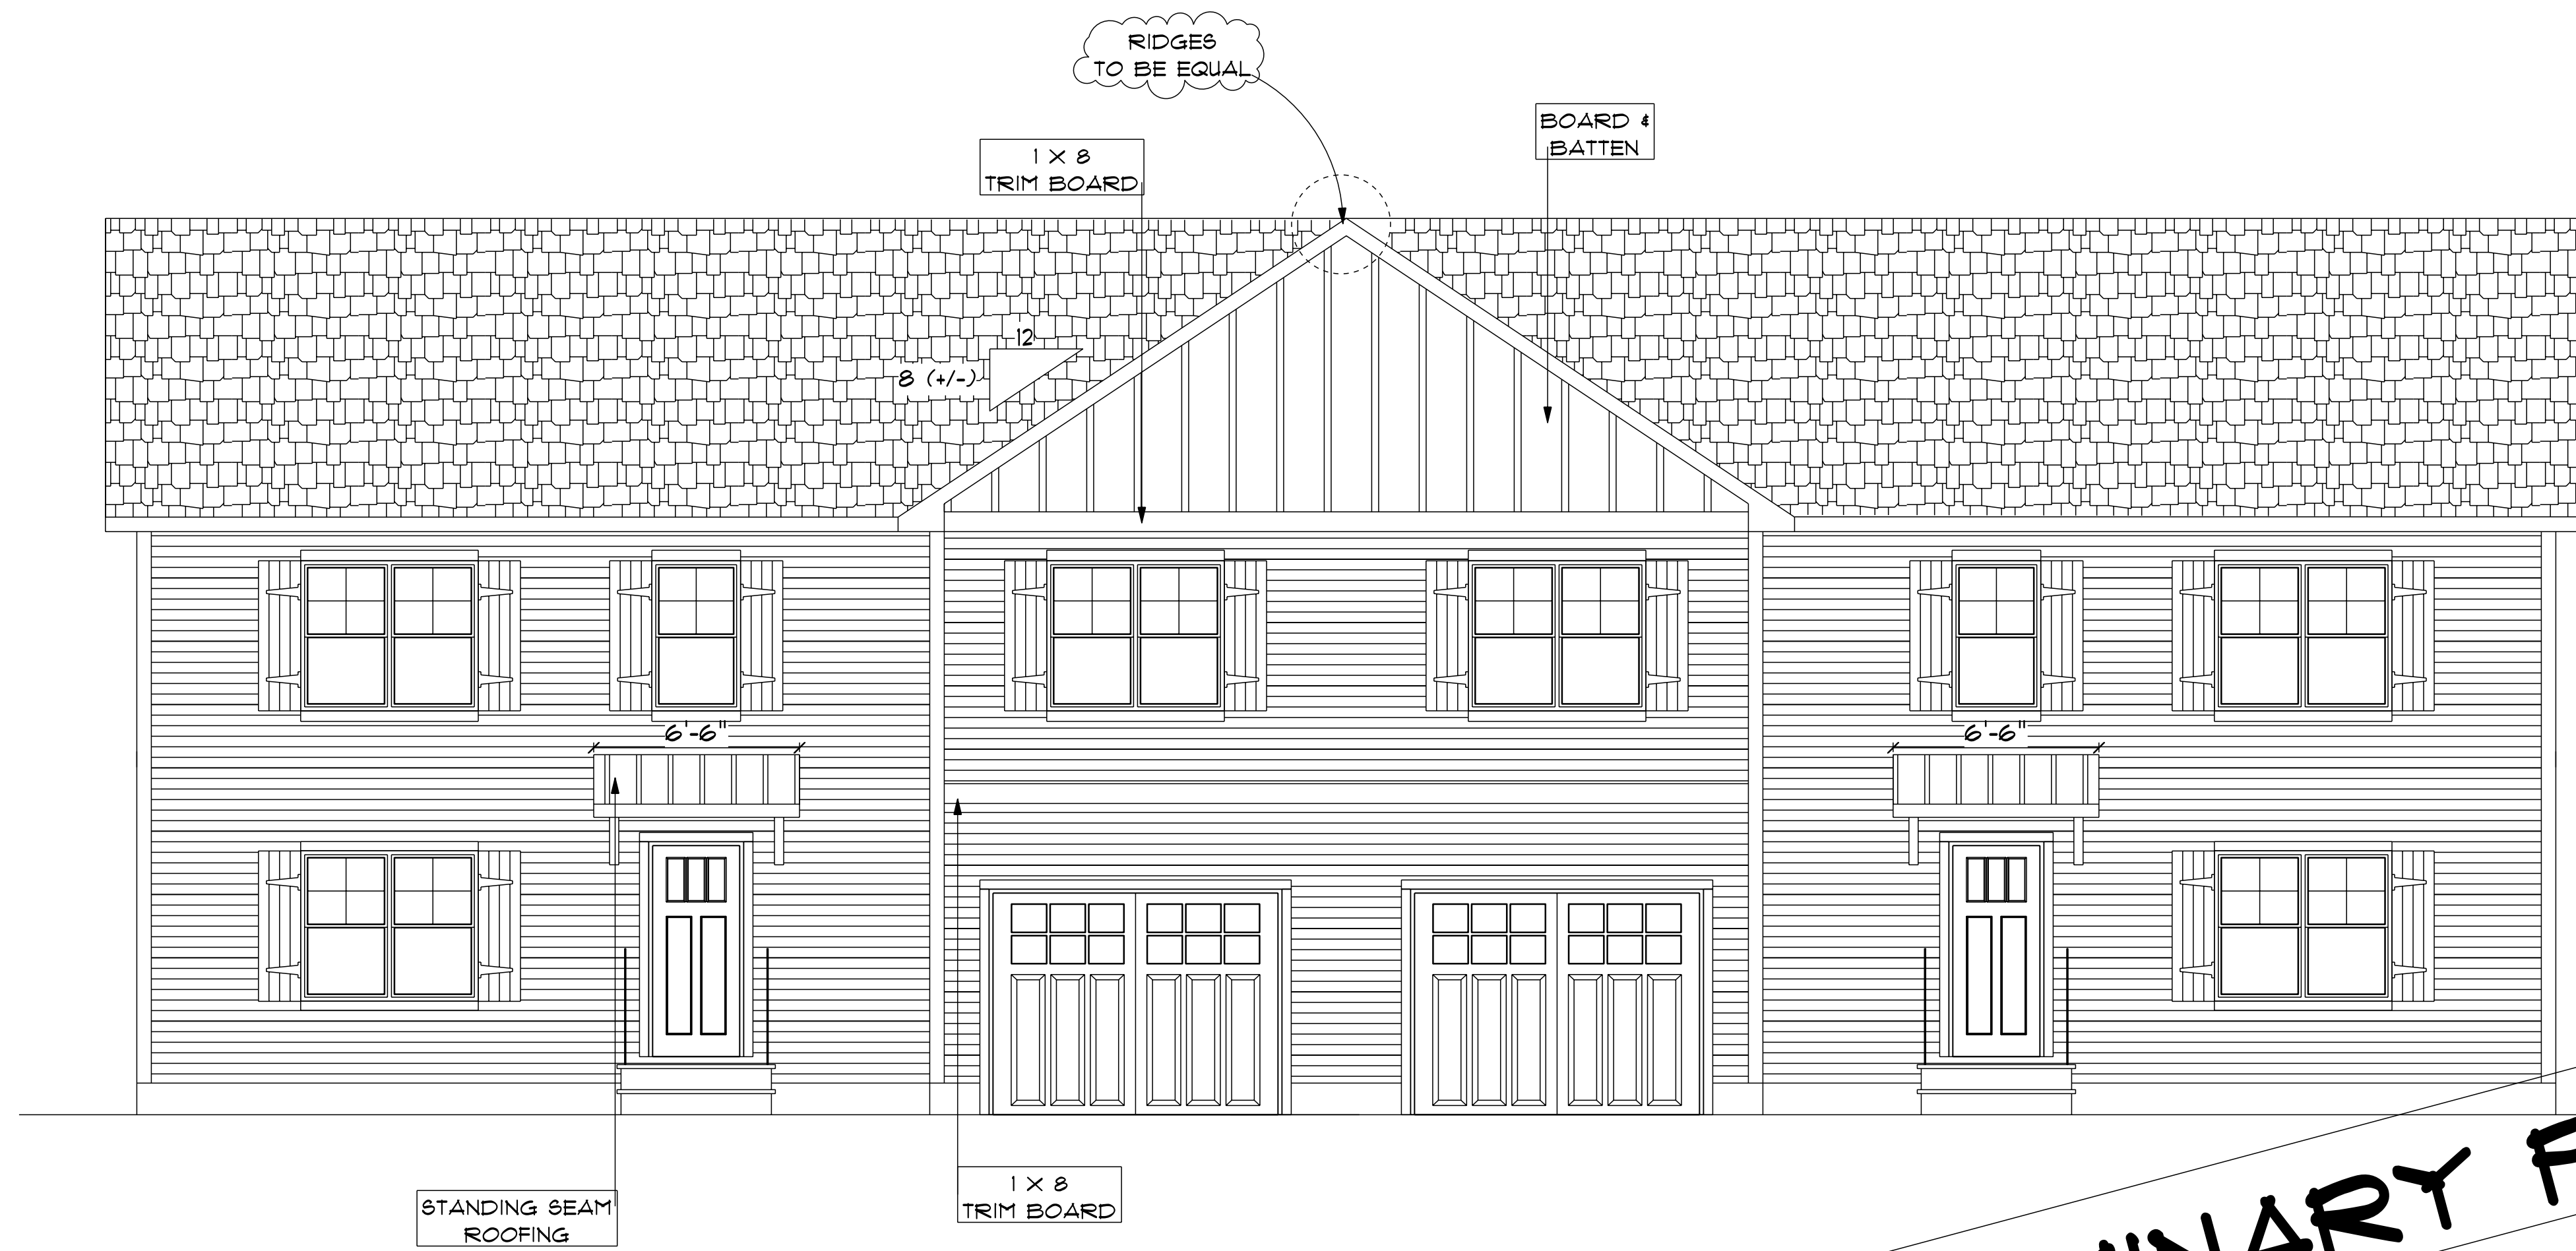 RIDGES
TO BE EQUAL
BOARD &
BATTEN
1 X 8
TRIM BOARD
12
8 (+/-)
6'-6"
6'-6"
1 X 8
TRIM BOARD
STANDING SEAM
ROOFING